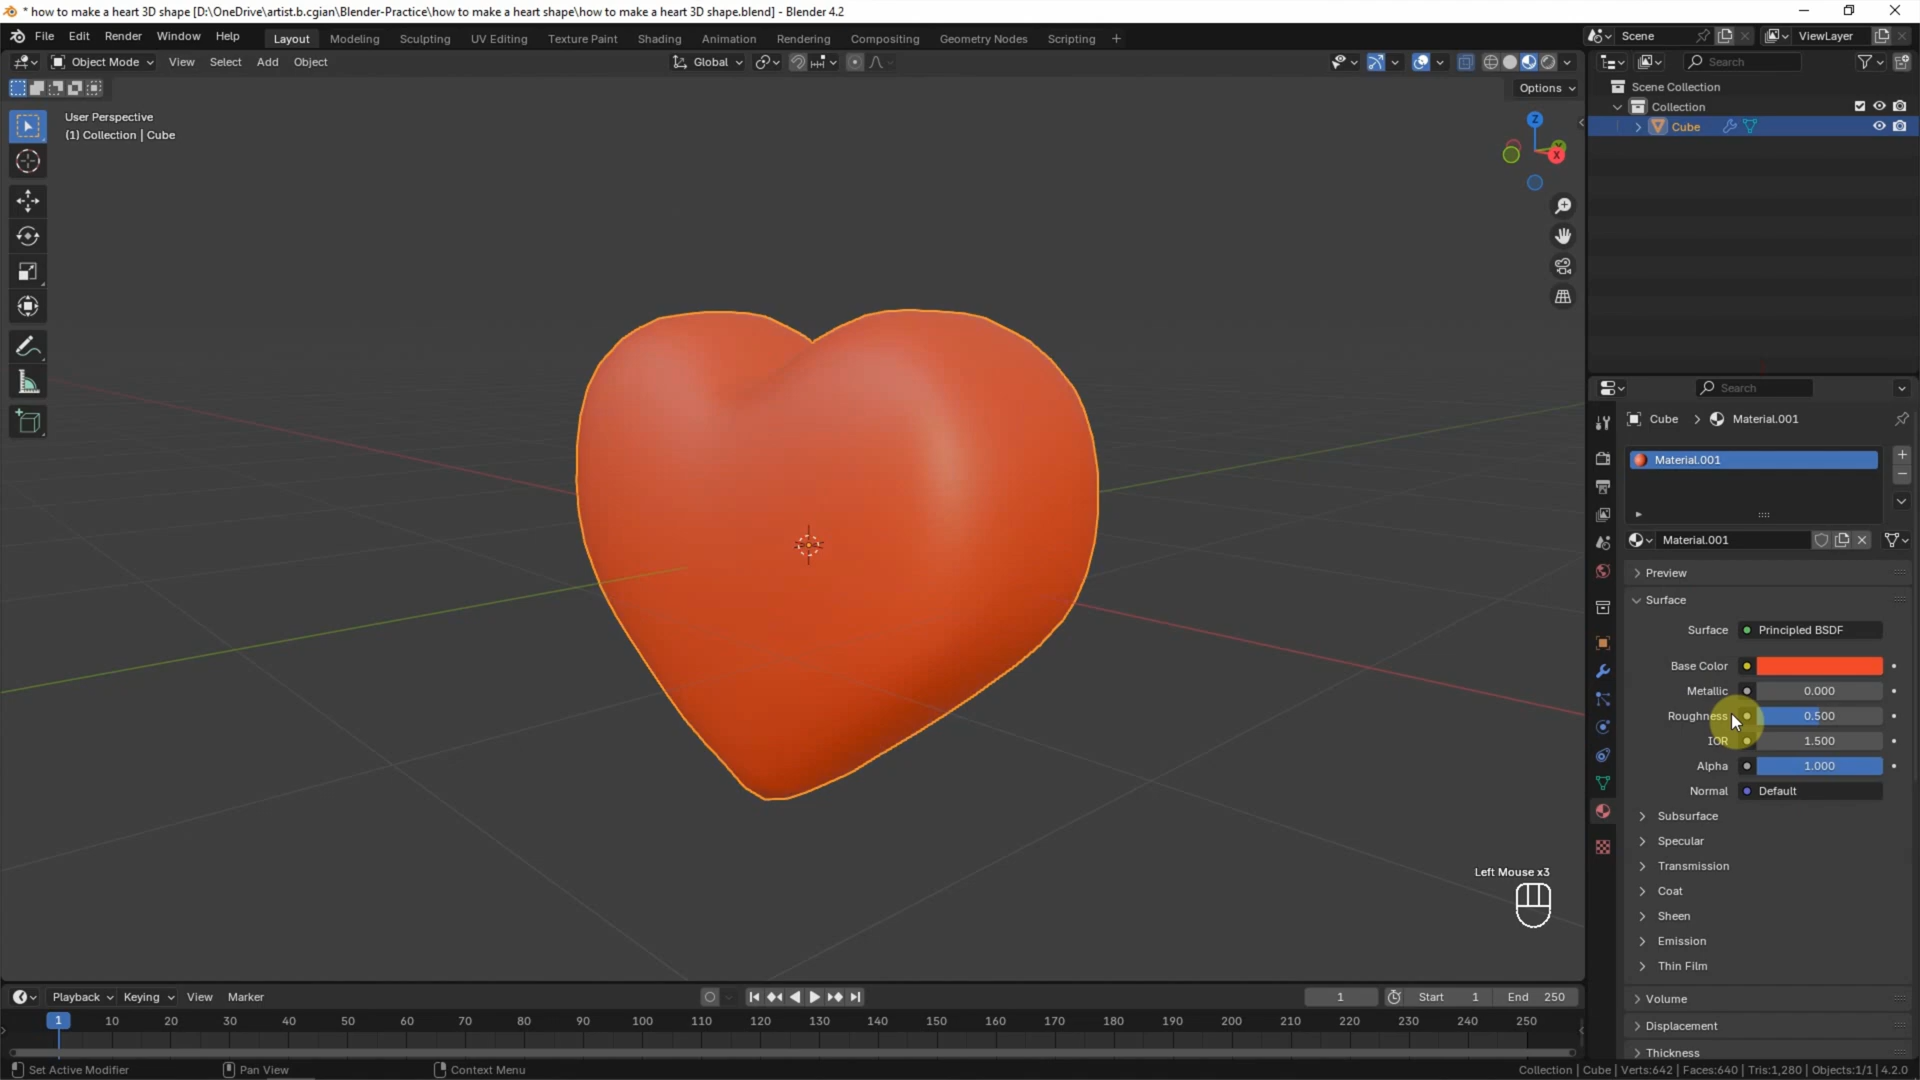 * how to make a heart 3D shape [D:\OneDrive\artist.b.cgian\Blender-Practice\how to make a heart shape\how to make a heart 3D shape.blend] - Blender 4.2
File Edit Render Window Help Layout Modeling Sculpting UV Editing Texture Paint Shading Animation Rendering Compositing Geometry Nodes Scripting + Scene ViewLayer
Object Mode View Select Add Object Global Search
Options
Scene Collection
Collection
Cube
User Perspective
(1) Collection | Cube
Z
Y
X
Search
Cube > Material.001
Material.001
Material.001
Preview
Surface
Surface Principled BSDF
Base Color
Metallic 0.000
Roughness 0.500
IOR 1.500
Alpha 1.000
Normal Default
Subsurface
Specular
Transmission
Coat
Sheen
Emission
Thin Film
Volume
Displacement
Thickness
Left Mouse x3
Playback Keying View Marker 1 Start 1 End 250
1 10 20 30 40 50 60 70 80 90 100 110 120 130 140 150 160 170 180 190 200 210 220 230 240 250
Set Active Modifier Pan View Context Menu Collection | Cube | Verts:642 | Faces:640 | Tris:1,280 | Objects:1/1 | 4.2.0